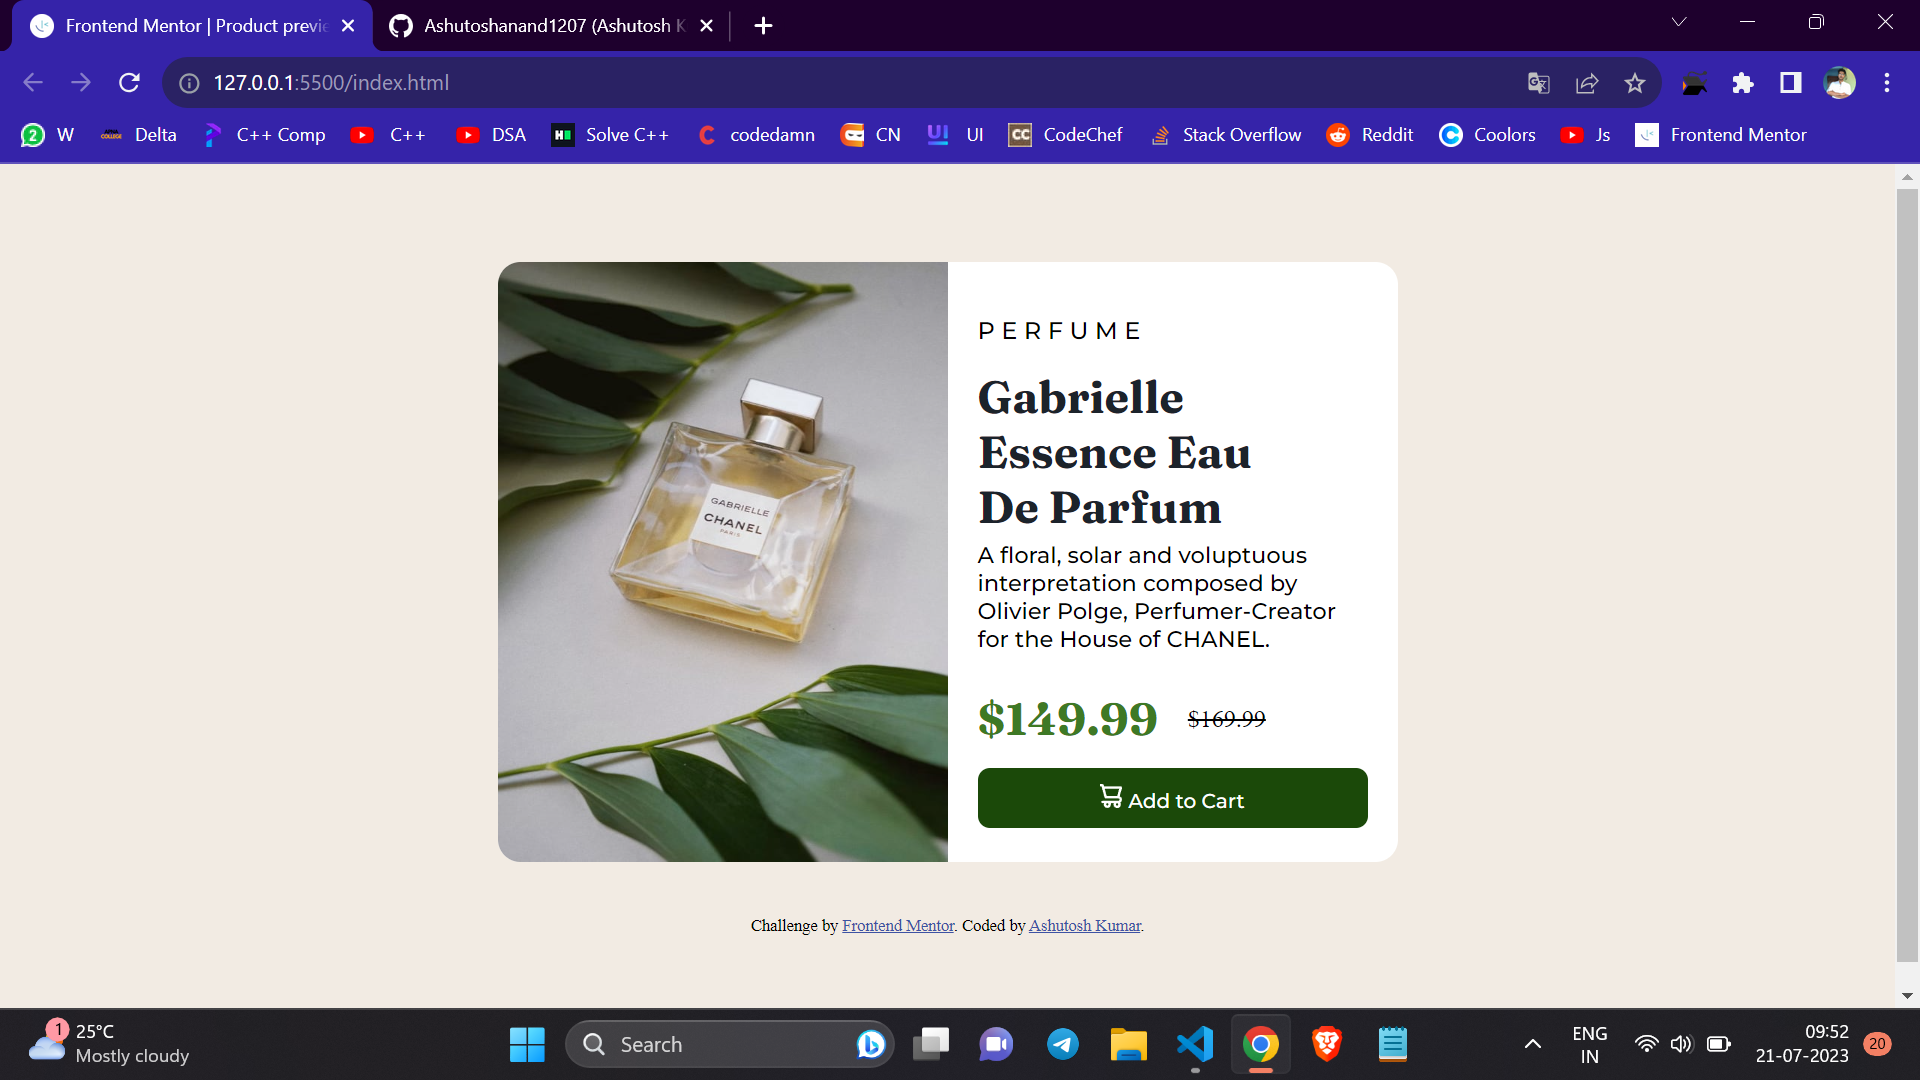 Frontend Mentor | Product previe
Ashutoshanand1207 (Ashutosh K
127.0.0.1:5500/index.html
2 W
Delta
C++ Comp
C++
DSA
Solve C++
codedamn
CN
UI
CC CodeChef
Stack Overflow
Reddit
Coolors
Js
Frontend Mentor
GABRIELLE
CHANEL
PARIS
PERFUME
Gabrielle
Essence Eau
De Parfum
A floral, solar and voluptuous
interpretation composed by
Olivier Polge, Perfumer-Creator
for the House of CHANEL.
$149.99 $169.99
Add to Cart
Challenge by Frontend Mentor. Coded by Ashutosh Kumar.
1
25°C
Mostly cloudy
Search
ENG
IN
09:52
21-07-2023
20